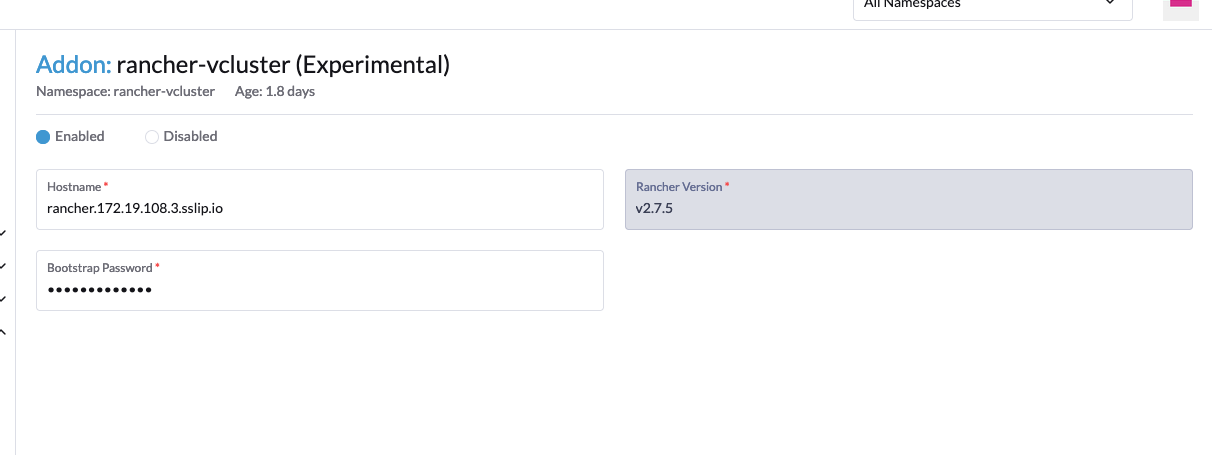 All Namespaces
Addon: rancher-vcluster (Experimental)
Namespace: rancher-vcluster Age: 1.8 days
Enabled Disabled
Hostname * Rancher Version *
rancher.172.19.108.3.sslip.io v2.7.5
Bootstrap Password *
•••••••••••••